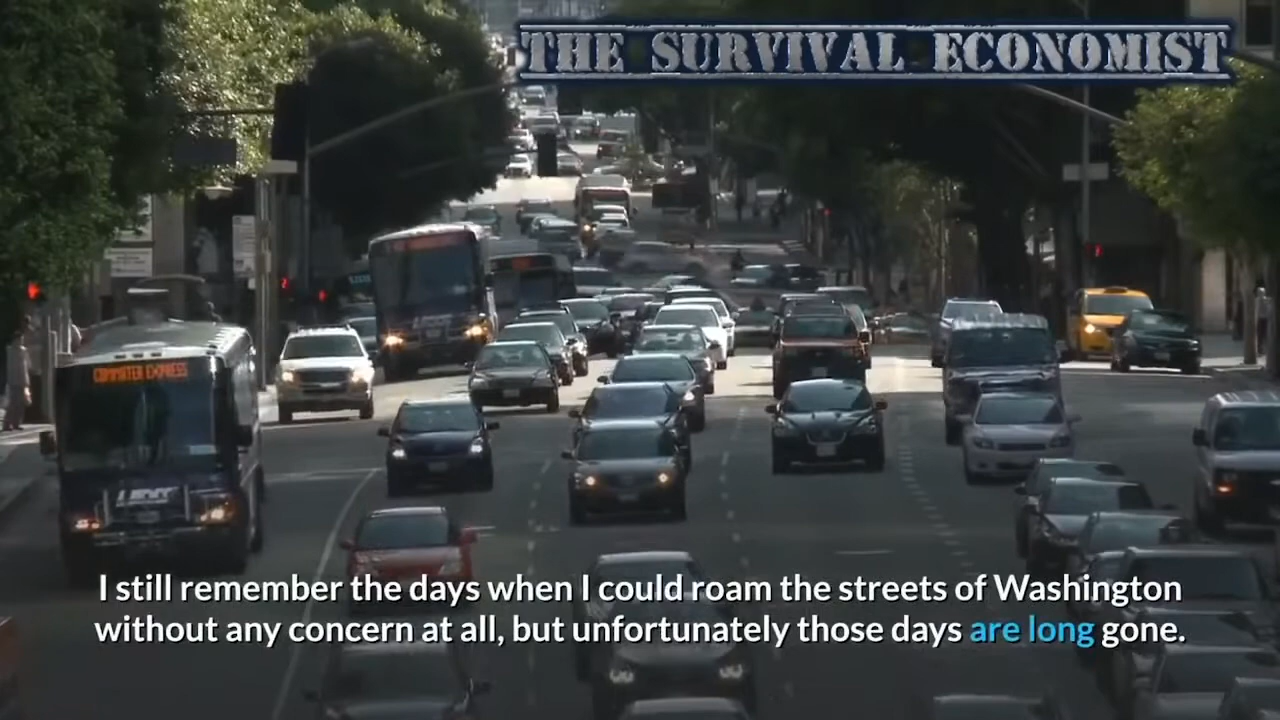 THE SURVIVAL ECONOMIST
COMMUTER EXPRESS
I still remember the days when I could roam the streets of Washington
without any concern at all, but unfortunately those days are long gone.